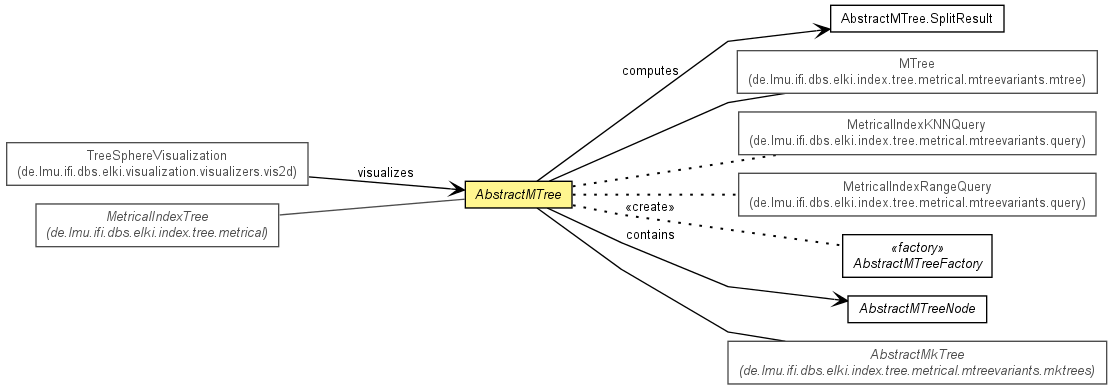 AbstractMTree.SplitResult
computes
MTree
(de.lmu.ifi.dbs.elki.index.tree.metrical.mtreevariants.mtree)
MetricalIndexKNNQuery
(de.lmu.ifi.dbs.elki.index.tree.metrical.mtreevariants.query)
TreeSphereVisualization
(de.lmu.ifi.dbs.elki.visualization.visualizers.vis2d)
visualizes
AbstractMTree
MetricalIndexRangeQuery
(de.lmu.ifi.dbs.elki.index.tree.metrical.mtreevariants.query)
MetricalIndexTree
(de.lmu.ifi.dbs.elki.index.tree.metrical)
«create»
contains
«factory»
AbstractMTreeFactory
AbstractMTreeNode
AbstractMkTree
(de.lmu.ifi.dbs.elki.index.tree.metrical.mtreevariants.mktrees)